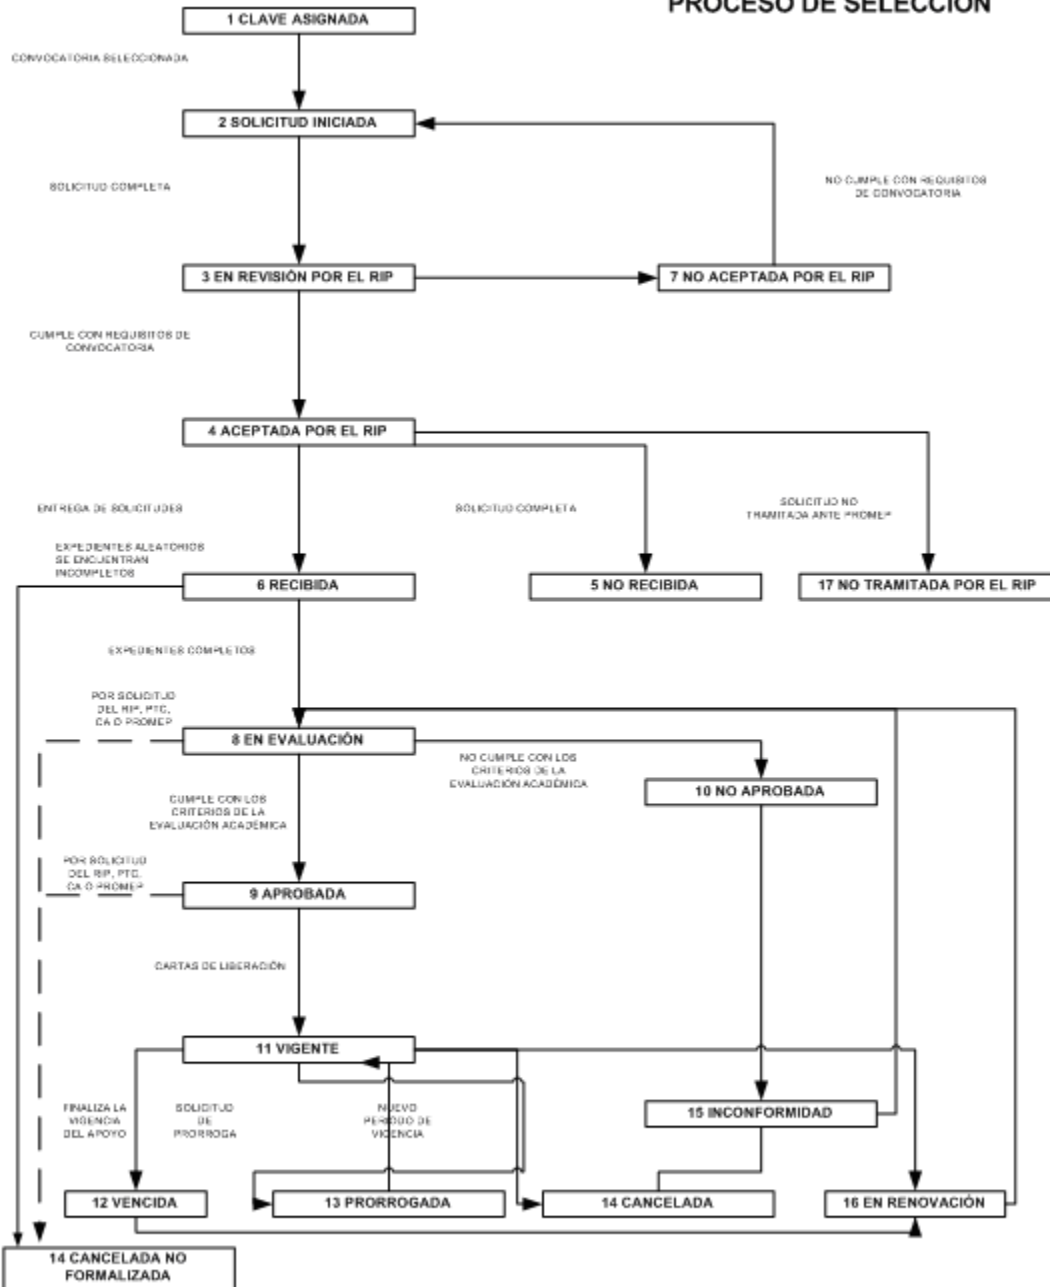 PROCESO DE SELECCIÓN
1 CLAVE ASIGNADA
CONVOCATORIA SELECCIONADA
2 SOLICITUD INICIADA
SOLICITUD COMPLETA
NO CUMPLE CON REQUISITOS
DE CONVOCATORIA
3 EN REVISIÓN POR EL RIP
7 NO ACEPTADA POR EL RIP
CUMPLE CON REQUISITOS DE
CONVOCATORIA
4 ACEPTADA POR EL RIP
ENTREGA DE SOLICITUDES
SOLICITUD COMPLETA
SOLICITUD NO
TRAMITADA ANTE PROMEP
EXPEDIENTES ALEATORIOS
SE ENCUENTRAN
INCOMPLETOS
6 RECIBIDA
5 NO RECIBIDA
17 NO TRAMITADA POR EL RIP
EXPEDIENTES COMPLETOS
POR SOLICITUD
DEL RIP, PTC,
CA O PROMEP
8 EN EVALUACIÓN
NO CUMPLE CON LOS
CRITERIOS DE LA
EVALUACIÓN ACADÉMICA
10 NO APROBADA
CUMPLE CON LOS
CRITERIOS DE LA
EVALUACIÓN ACADÉMICA
POR SOLICITUD
DEL RIP, PTC,
CA O PROMEP
9 APROBADA
CARTAS DE LIBERACIÓN
11 VIGENTE
FINALIZA LA
VIGENCIA
DEL APOYO
SOLICITUD
DE
PRORROGA
NUEVO
PERIODO DE
VIGENCIA
15 INCONFORMIDAD
12 VENCIDA
13 PRORROGADA
14 CANCELADA
16 EN RENOVACIÓN
14 CANCELADA NO
FORMALIZADA